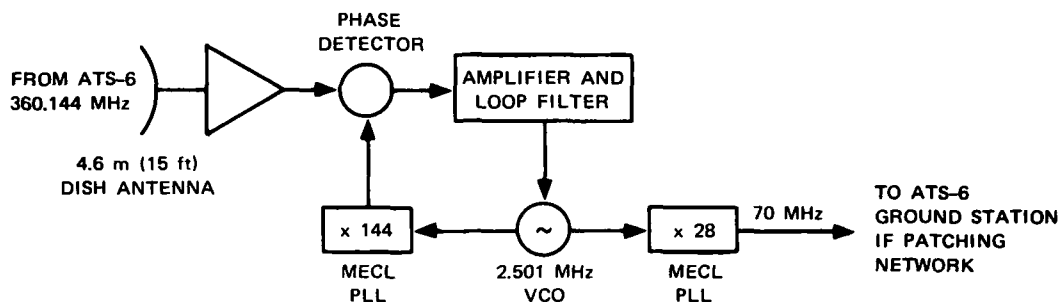 PHASE
DETECTOR
FROM ATS-6
360.144 MHz
AMPLIFIER AND
LOOP FILTER
4.6 m (15 ft)
DISH ANTENNA
x 144
MECL
PLL
~
2.501 MHz
VCO
x 28
MECL
PLL
70 MHz
TO ATS-6
GROUND STATION
IF PATCHING
NETWORK